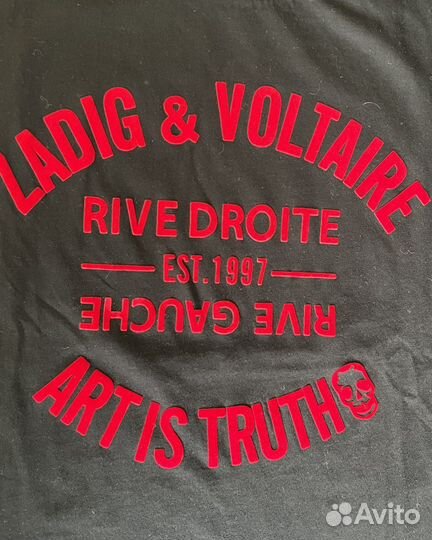 ZADIG & VOLTAIRE
RIVE DROITE
EST. 1997
RIVE GAUCHE
ART IS TRUTH
Avito